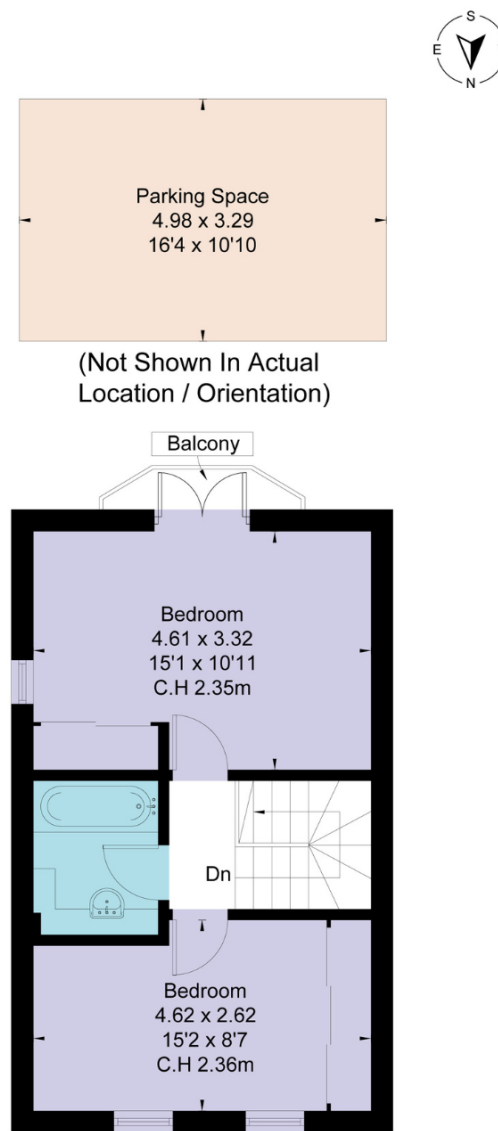 S
E
N
Parking Space
4.98 x 3.29
16'4 x 10'10
(Not Shown In Actual
Location / Orientation)
Balcony
Bedroom
4.61 x 3.32
15'1 x 10'11
C.H 2.35m
Dn
Bedroom
4.62 x 2.62
15'2 x 8'7
C.H 2.36m